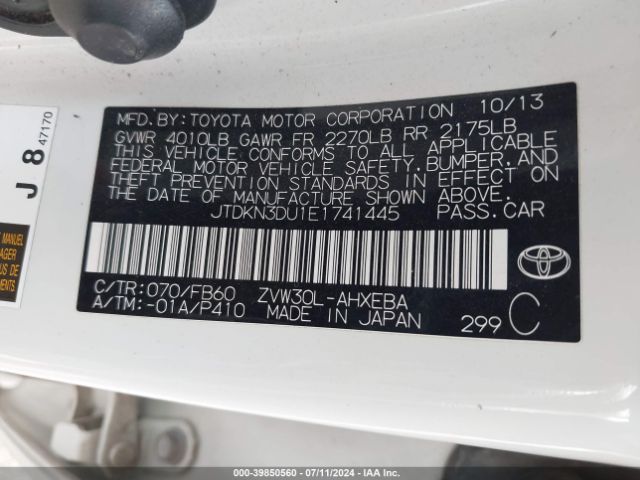 MFD. BY: TOYOTA MOTOR CORPORATION 10/13
GVWR 4010LB GAWR FR 2270LB RR 2175LB
THIS VEHICLE CONFORMS TO ALL APPLICABLE
FEDERAL MOTOR VEHICLE SAFETY, BUMPER, AND
THEFT PREVENTION STANDARDS IN EFFECT ON
THE DATE OF MANUFACTURE SHOWN ABOVE.
JTDKN3DU1E1741445 PASS. CAR
C/TR: 070/FB60 ZVW30L-AHXEBA
A/TM: -01A/P410 MADE IN JAPAN 299 C
J 8 47170
MANUEL
000-39850560 / 07/11/2024 - IAA, Inc.